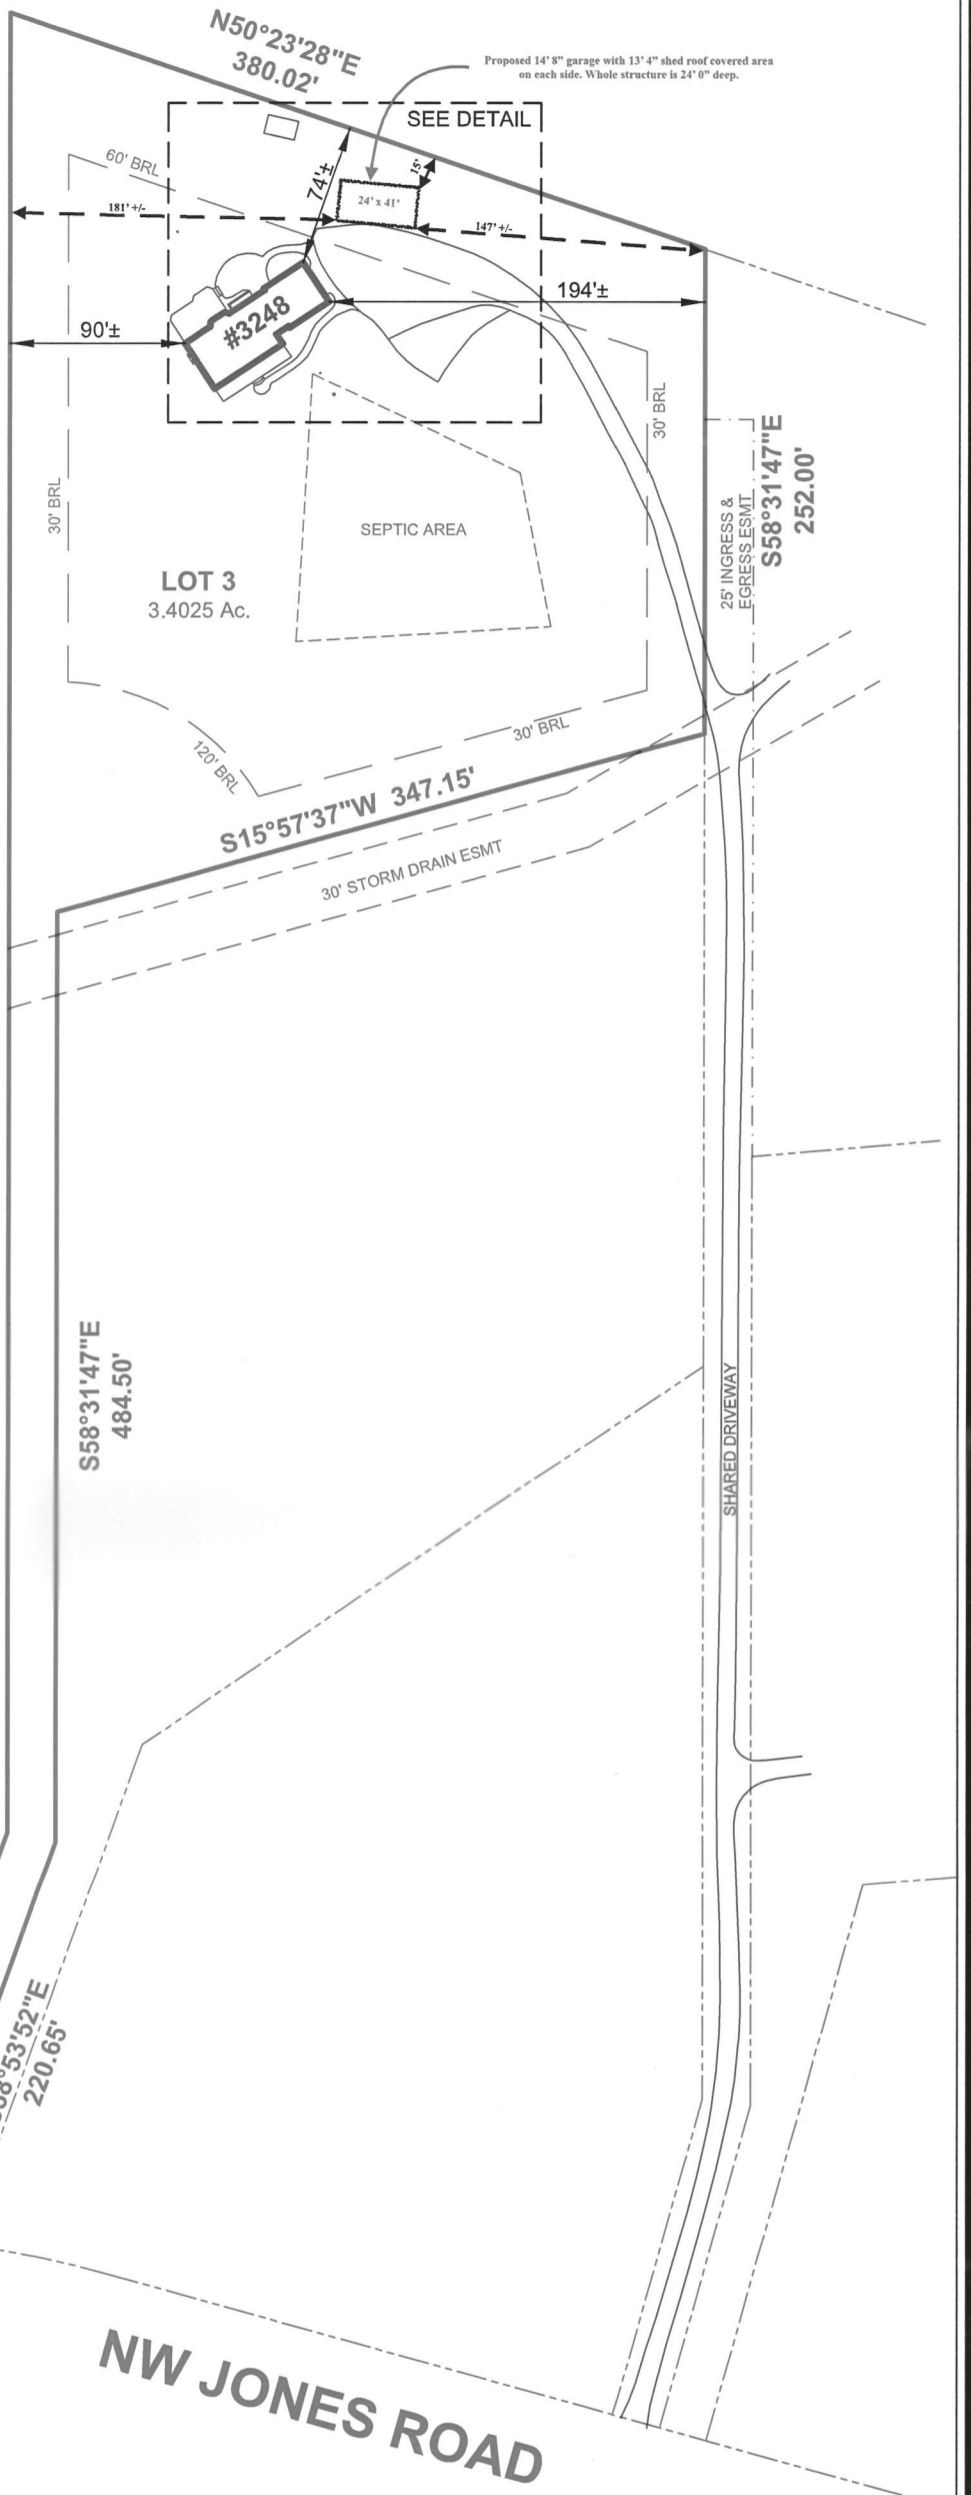 N50°23'28"E
380.02'
Proposed 14' 8" garage with 13' 4" shed roof covered area
on each side. Whole structure is 24' 0" deep.
SEE DETAIL
60' BRL
74'±
15'
24' x 41'
181' +/-
147' +/-
194'±
#3248
90'±
30' BRL
30' BRL
S58°31'47"E
252.00'
25' INGRESS &
EGRESS ESMT
SEPTIC AREA
LOT 3
3.4025 Ac.
30' BRL
120' BRL
S15°57'37"W 347.15'
30' STORM DRAIN ESMT
S58°31'47"E
484.50'
SHARED DRIVEWAY
8°53'52"E
220.65'
NW JONES ROAD